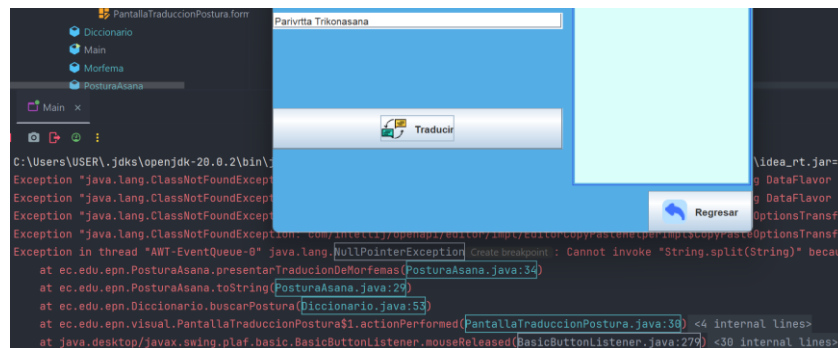 PantallaTraduccionPostura.form
Diccionario
Main
Morfema
PosturaAsana
Parivrtta Trikonasana
Traducir
Regresar
Main ×
C:\Users\USER\.jdks\openjdk-20.0.2\bin\j \idea_rt.jar=
Exception "java.lang.ClassNotFoundExcept g DataFlavor
Exception "java.lang.ClassNotFoundExcept g DataFlavor
Exception "java.lang.ClassNotFoundExcept OptionsTransf
Exception "java.lang.ClassNotFoundException: com/intellij/openapi/editor/impl/EditorCopyPasteHelperImpl$CopyPasteOptionsTransf
Exception in thread "AWT-EventQueue-0" java.lang.NullPointerException Create breakpoint : Cannot invoke "String.split(String)" becau
at ec.edu.epn.PosturaAsana.presentarTraducionDeMorfemas(PosturaAsana.java:34)
at ec.edu.epn.PosturaAsana.toString(PosturaAsana.java:29)
at ec.edu.epn.Diccionario.buscarPostura(Diccionario.java:53)
at ec.edu.epn.visual.PantallaTraduccionPostura$1.actionPerformed(PantallaTraduccionPostura.java:30) <4 internal lines>
at java.desktop/javax.swing.plaf.basic.BasicButtonListener.mouseReleased(BasicButtonListener.java:279) <30 internal lines>